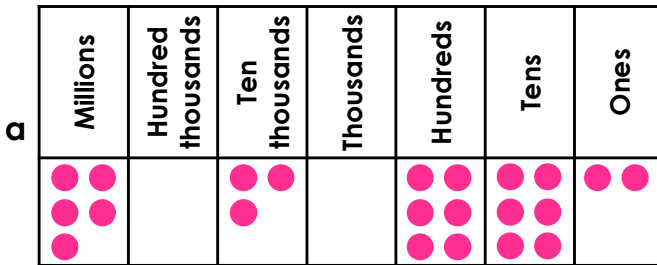 a
Millions
Hundred
thousands
Ten
thousands
Thousands
Hundreds
Tens
Ones